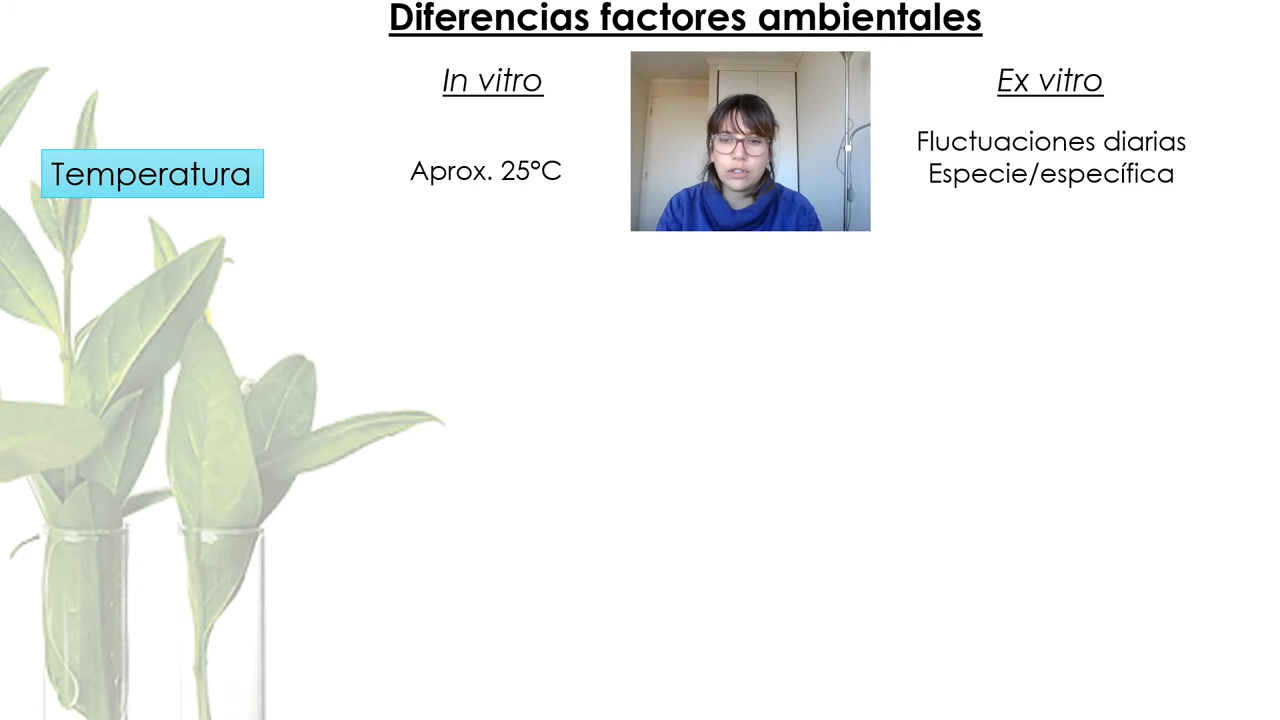 Diferencias factores ambientales
In vitro
Ex vitro
Temperatura
Aprox. 25°C
Fluctuaciones diarias
Especie/específica